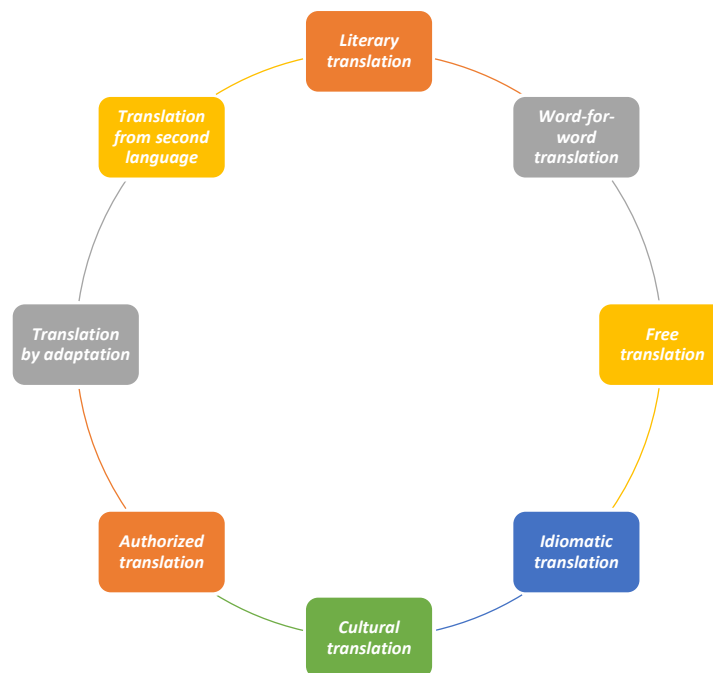 Literary
translation
Word-for-
word
translation
Free
translation
Idiomatic
translation
Cultural
translation
Authorized
translation
Translation
by adaptation
Translation
from second
language